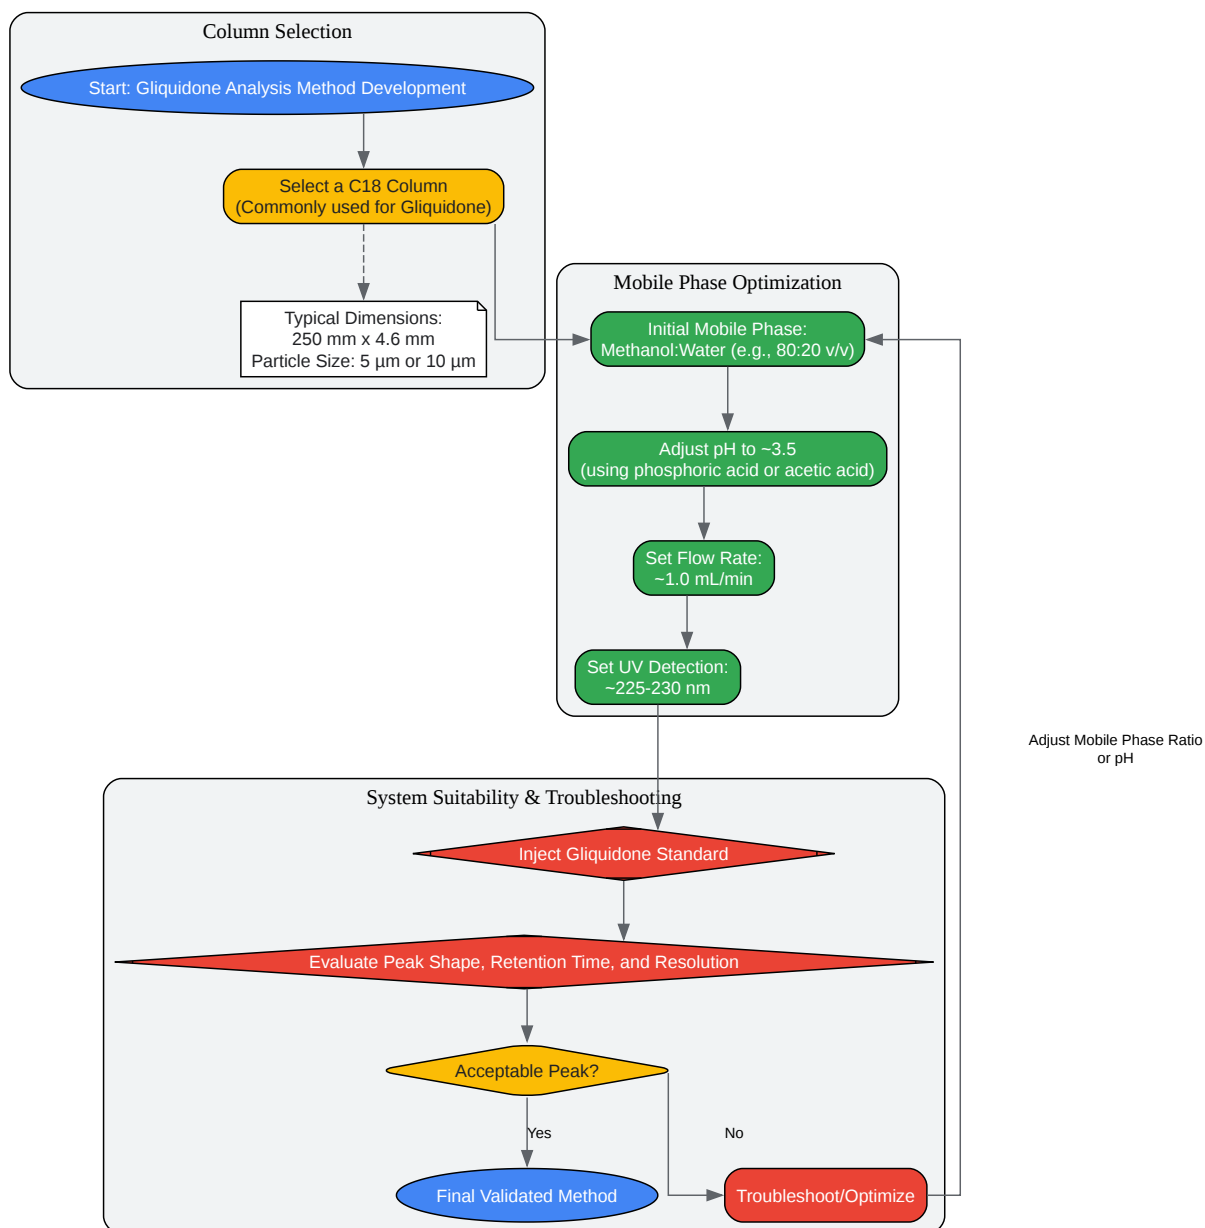 Column Selection
Start: Gliquidone Analysis Method Development
Select a C18 Column
(Commonly used for Gliquidone)
Typical Dimensions:
250 mm x 4.6 mm
Particle Size: 5 µm or 10 µm
Mobile Phase Optimization
Initial Mobile Phase:
Methanol:Water (e.g., 80:20 v/v)
Adjust pH to ~3.5
(using phosphoric acid or acetic acid)
Set Flow Rate:
~1.0 mL/min
Set UV Detection:
~225-230 nm
Adjust Mobile Phase Ratio
or pH
System Suitability & Troubleshooting
Inject Gliquidone Standard
Evaluate Peak Shape, Retention Time, and Resolution
Acceptable Peak?
Yes
No
Final Validated Method
Troubleshoot/Optimize